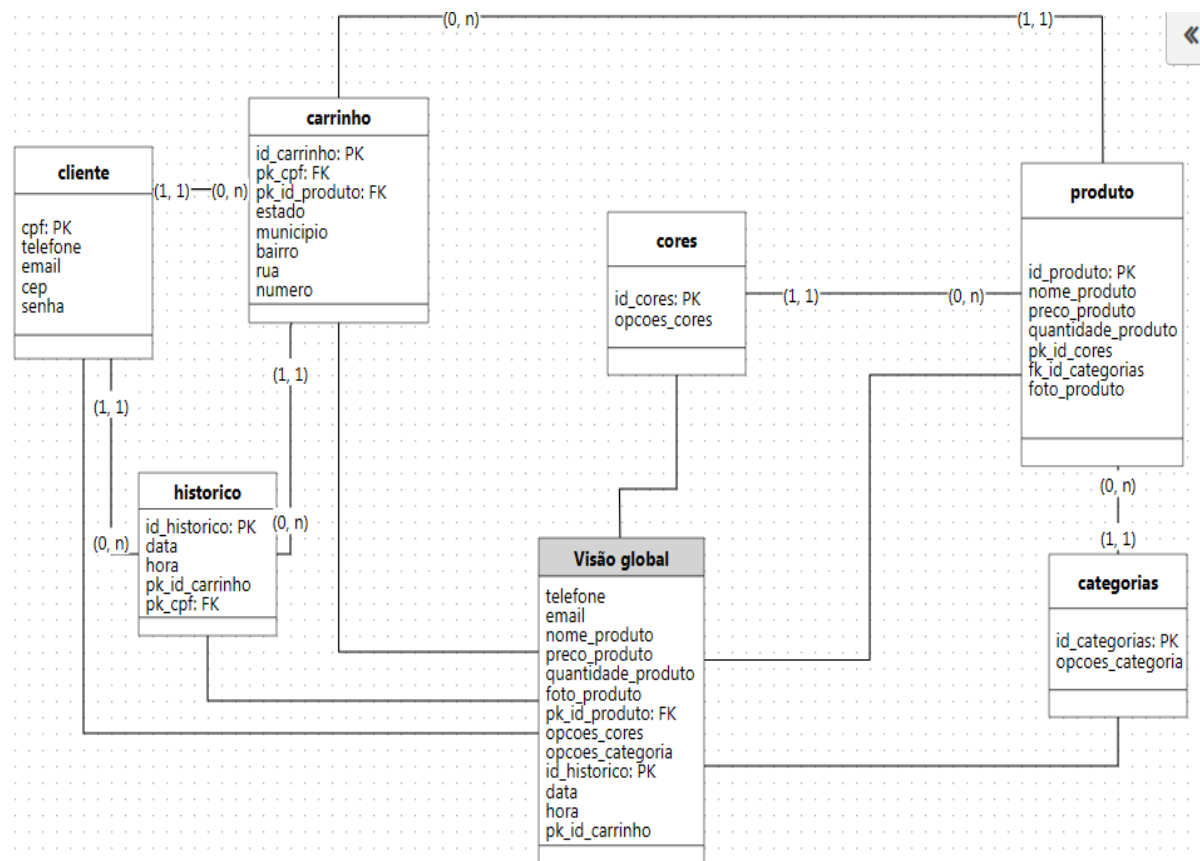 (0, n)
(1, 1)
«
carrinho
id_carrinho: PK
pk_cpf: FK
pk_id_produto: FK
estado
municipio
bairro
rua
numero
cliente
cpf: PK
telefone
email
cep
senha
(1, 1)
(0, n)
produto
id_produto: PK
nome_produto
preco_produto
quantidade_produto
pk_id_cores
fk_id_categorias
foto_produto
cores
id_cores: PK
opcoes_cores
(1, 1)
(0, n)
(1, 1)
(1, 1)
historico
id_historico: PK
data
hora
pk_id_carrinho
pk_cpf: FK
(0, n)
(0, n)
(0, n)
(1, 1)
Visão global
telefone
email
nome_produto
preco_produto
quantidade_produto
foto_produto
pk_id_produto: FK
opcoes_cores
opcoes_categoria
id_historico: PK
data
hora
pk_id_carrinho
categorias
id_categorias: PK
opcoes_categoria